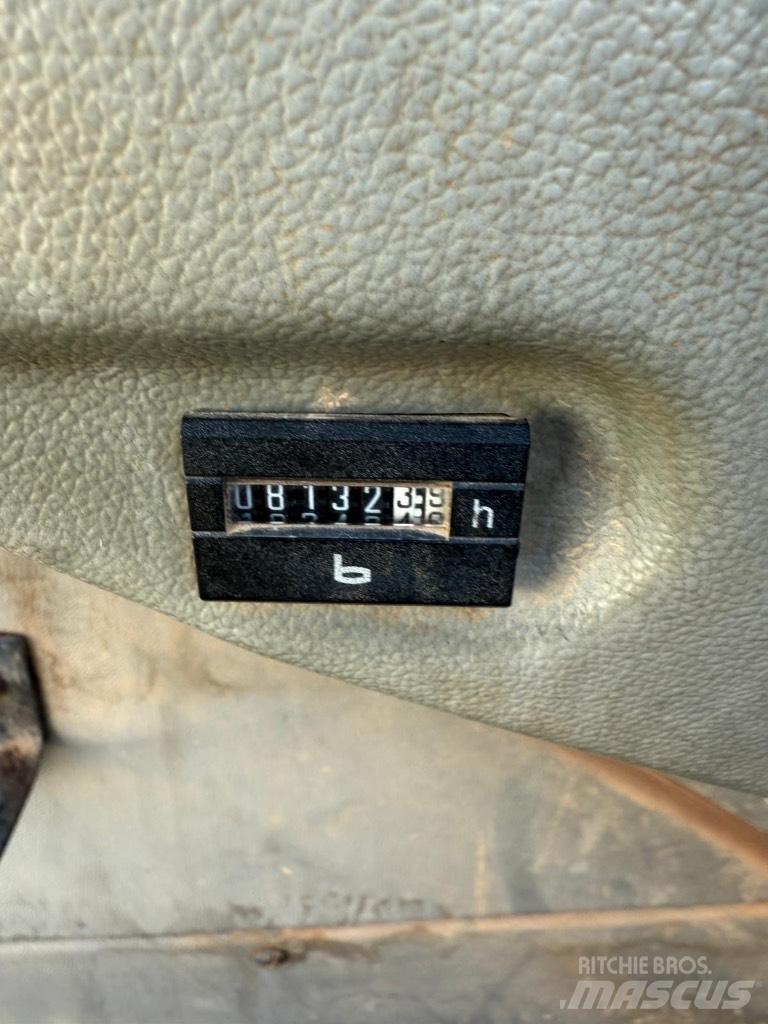 081323 h
RITCHIE BROS.
MASCUS